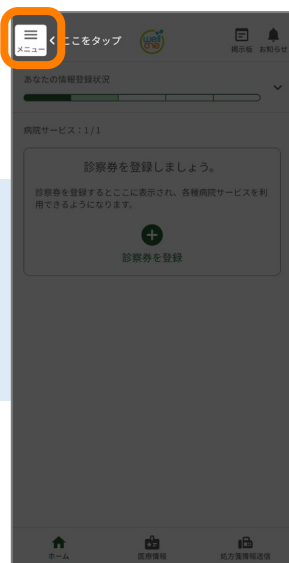 メニュー
ここをタップ
well
one
掲示板 お知らせ
あなたの情報登録状況
病院サービス：1/1
診察券を登録しましょう。
診察券を登録するとここに表示され、各種病院サービスを利
用できるようになります。
診察券を登録
ホーム 医療情報 処方箋情報送信